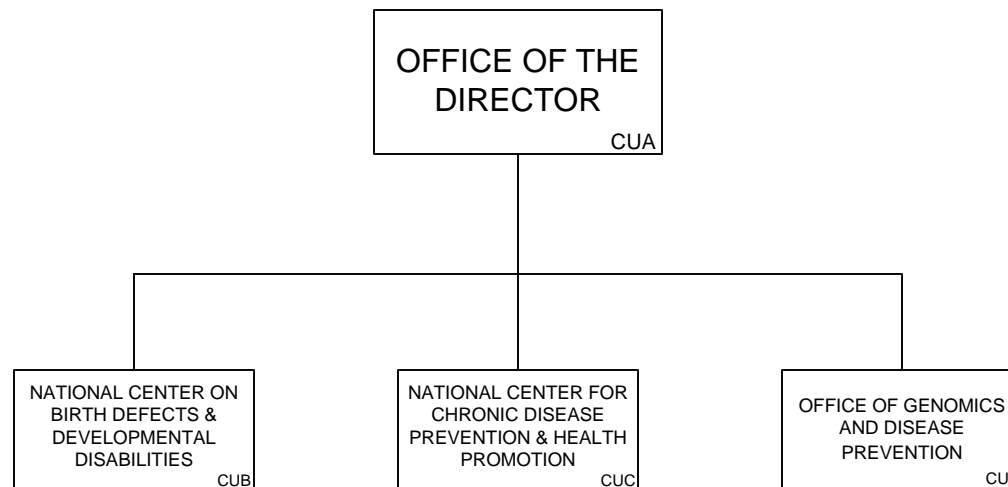 OFFICE OF THE
DIRECTOR
CUA
NATIONAL CENTER ON
BIRTH DEFECTS &
DEVELOPMENTAL
DISABILITIES
CUB
NATIONAL CENTER FOR
CHRONIC DISEASE
PREVENTION & HEALTH
PROMOTION
CUC
OFFICE OF GENOMICS
AND DISEASE
PREVENTION